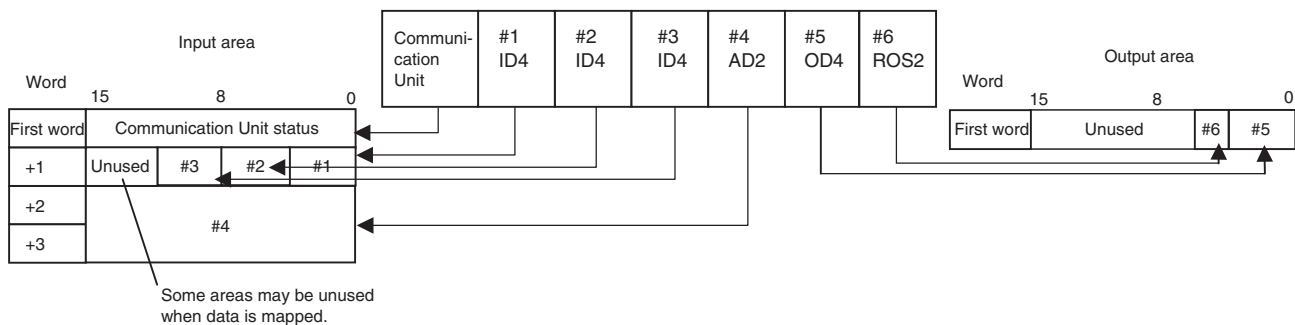 Input area
Word
15 8 0
First word Communication Unit status
+1 Unused #3 #2 #1
+2
#4
+3
Some areas may be unused
when data is mapped.
Communi-
cation
Unit
#1
ID4
#2
ID4
#3
ID4
#4
AD2
#5
OD4
#6
ROS2
Output area
Word
15 8 0
First word Unused #6 #5